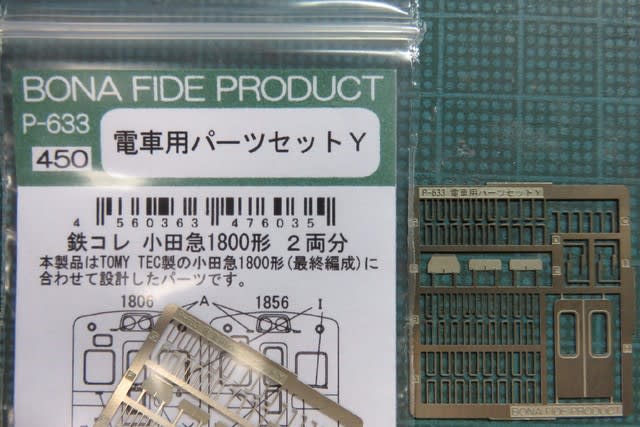 BONA FIDE PRODUCT
P-633
450
電車用パーツセットY
4 560363 476035
鉄コレ 小田急1800形 2両分
本製品はTOMY TEC製の小田急1800形(最終編成)に
合わせて設計したパーツです。
1806 A 1856 I
P-633 電車用パーツセットY
BONA FIDE PRODUCT